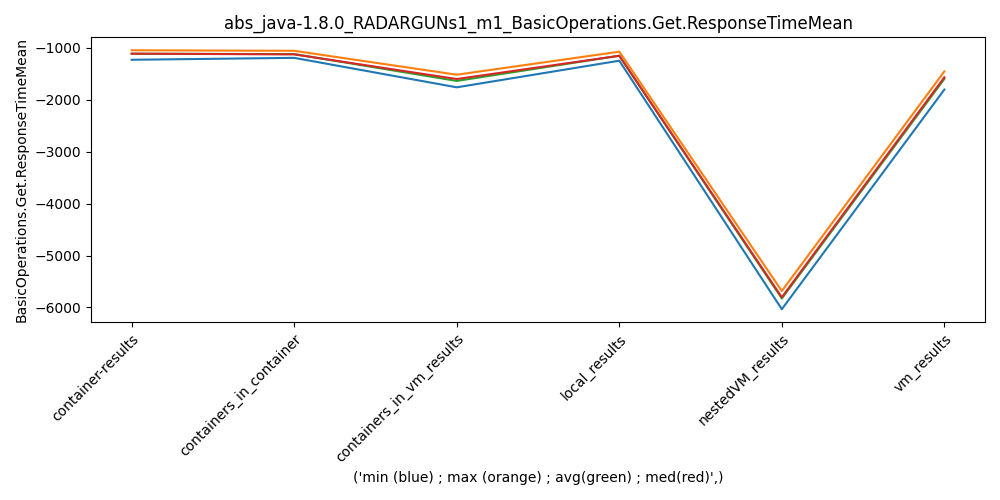 abs_java-1.8.0_RADARGUNs1_m1_BasicOperations.Get.ResponseTimeMean
BasicOperations.Get.ResponseTimeMean
−1000
−2000
−3000
−4000
−5000
−6000
container-results
containers_in_container
containers_in_vm_results
local_results
nestedVM_results
vm_results
('min (blue) ; max (orange) ; avg(green) ; med(red)',)